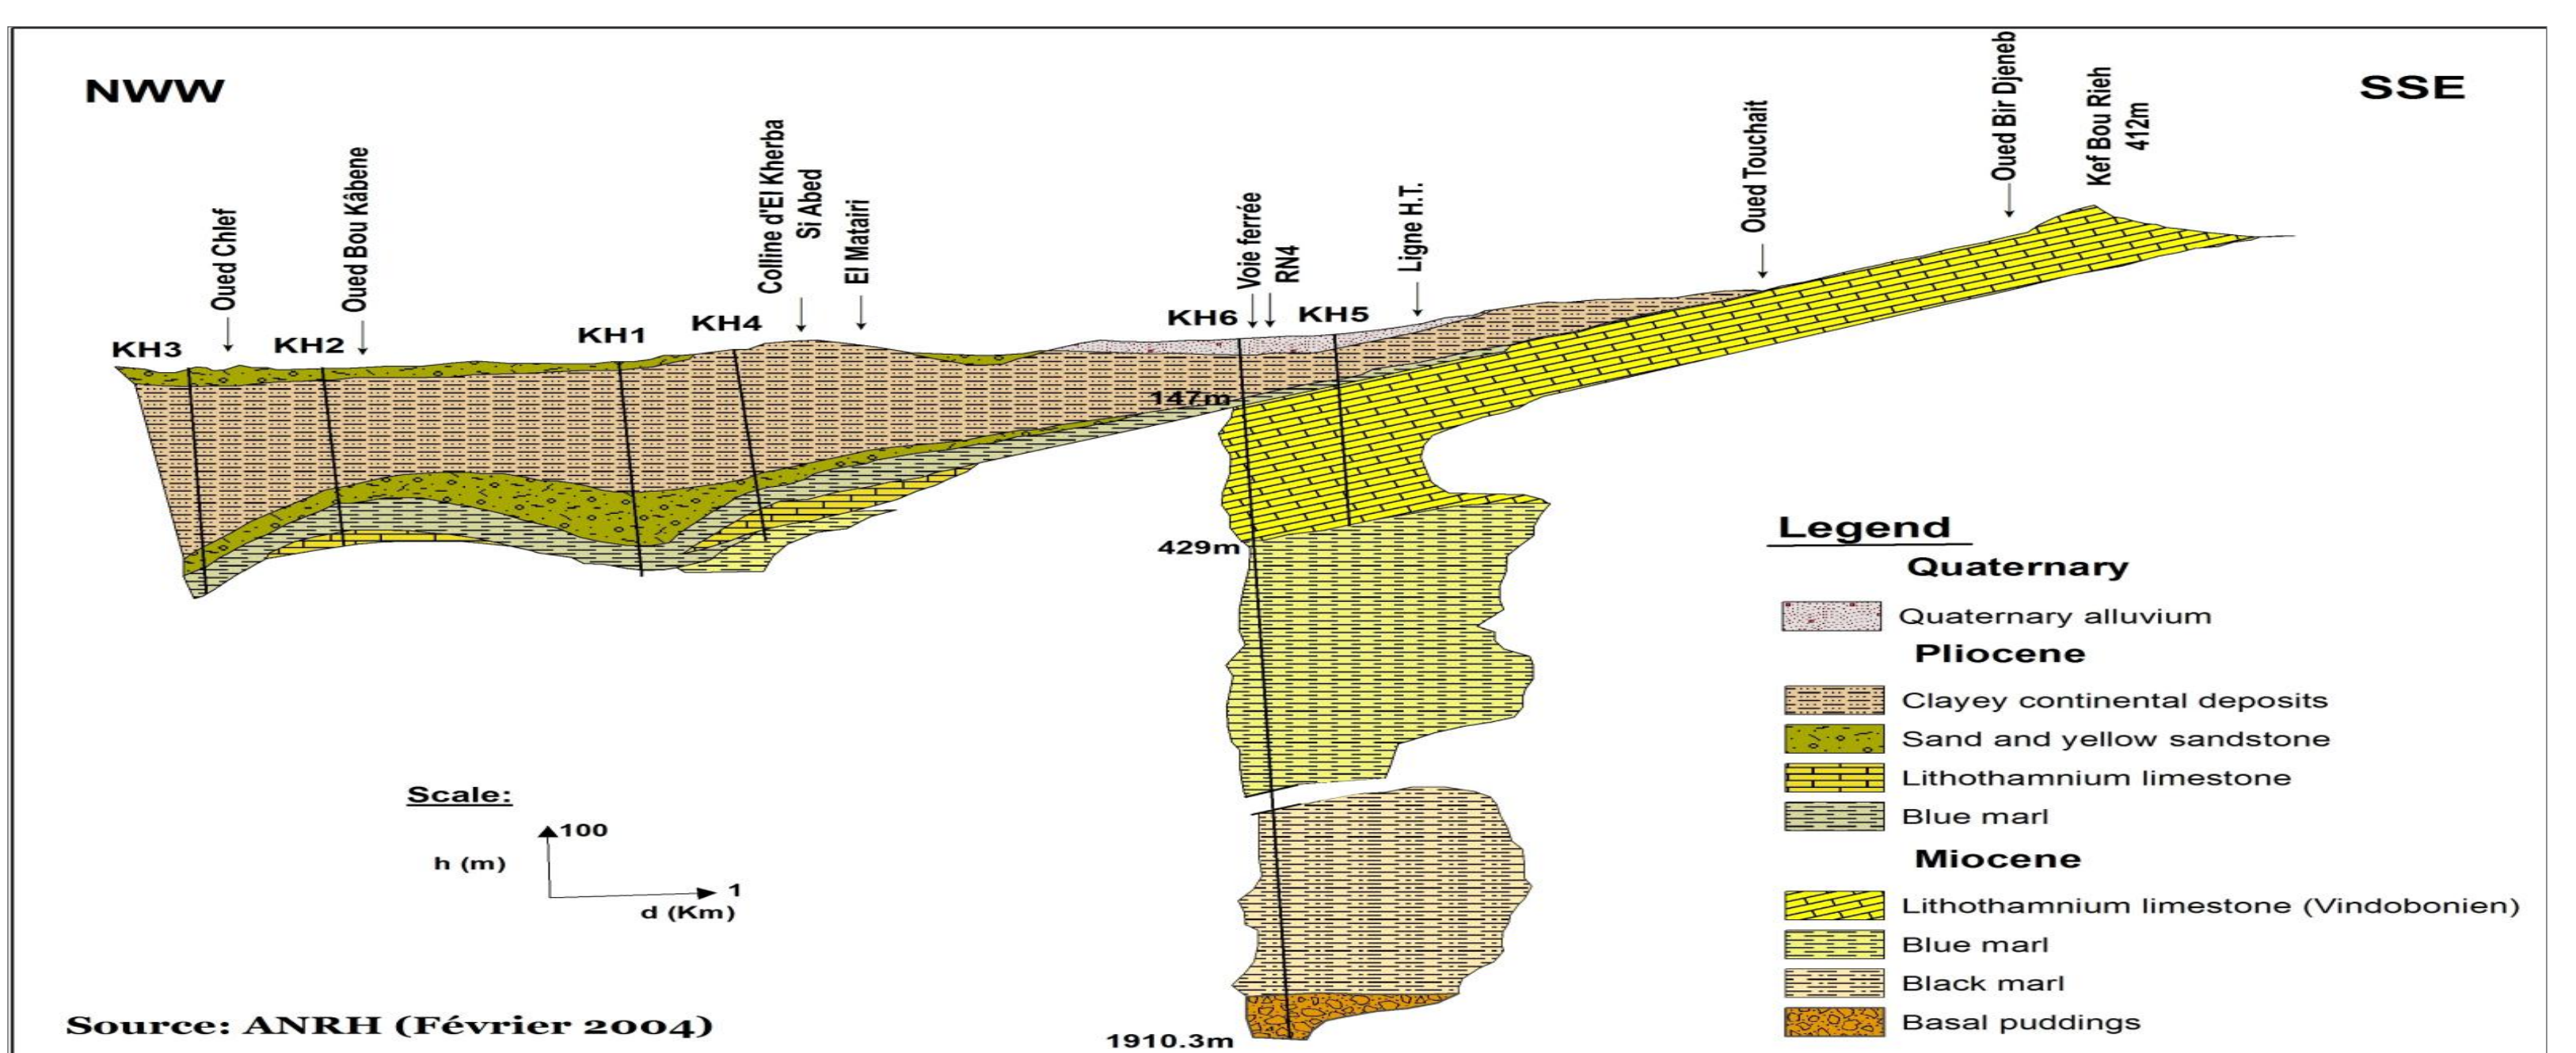 NWW
SSE
KH3
Oued Chlef
KH2
Oued Bou Kâbene
KH1
KH4
Colline d'El Kherba
Si Abed
El Matairi
KH6
Voie ferrée
RN4
KH5
Ligne H.T.
Oued Touchait
Oued Bir Djeneb
Kef Bou Rieh
412m
147m
429m
1910.3m
Scale:
100
h (m)
1
d (Km)
Source: ANRH (Février 2004)
Legend
Quaternary
Quaternary alluvium
Pliocene
Clayey continental deposits
Sand and yellow sandstone
Lithothamnium limestone
Blue marl
Miocene
Lithothamnium limestone (Vindobonien)
Blue marl
Black marl
Basal puddings